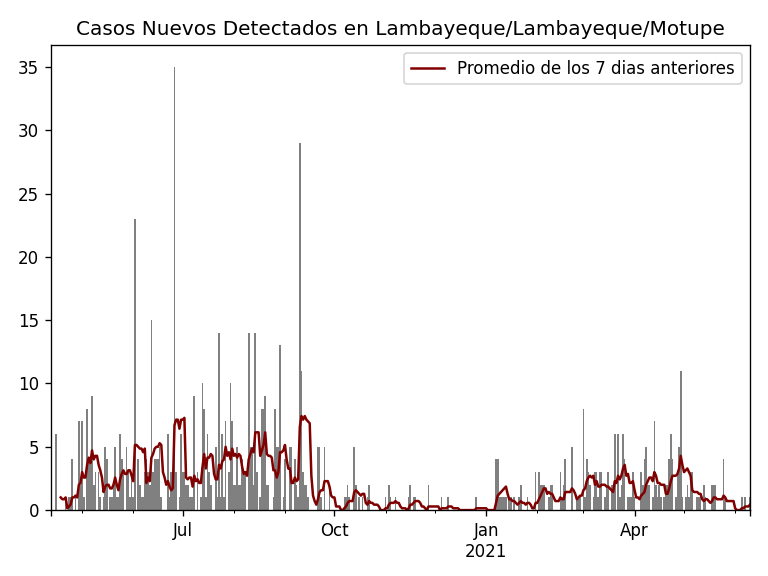 Casos Nuevos Detectados en Lambayeque/Lambayeque/Motupe
Promedio de los 7 dias anteriores
35
30
25
20
15
10
5
0
Jul
Oct
Jan
Apr
2021